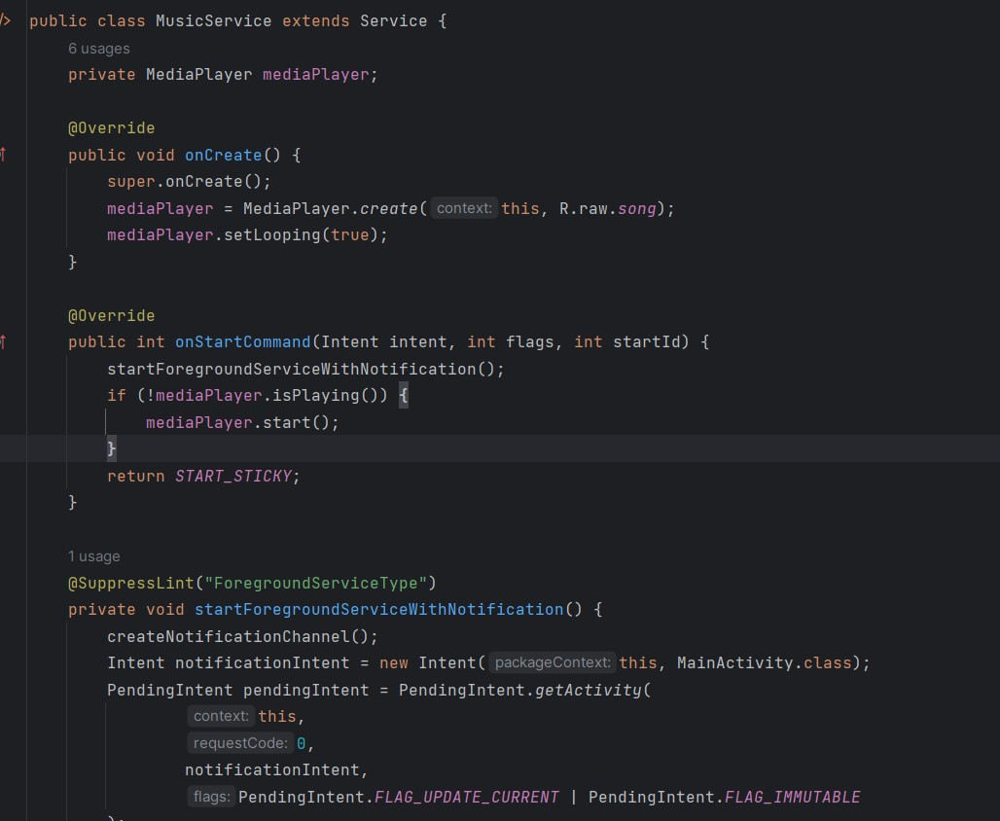 public class MusicService extends Service {
6 usages
private MediaPlayer mediaPlayer;
@Override
public void onCreate() {
super.onCreate();
mediaPlayer = MediaPlayer.create( context: this, R.raw.song);
mediaPlayer.setLooping(true);
}
@Override
public int onStartCommand(Intent intent, int flags, int startId) {
startForegroundServiceWithNotification();
if (!mediaPlayer.isPlaying()) {
mediaPlayer.start();
}
return START_STICKY;
}
1 usage
@SuppressLint("ForegroundServiceType")
private void startForegroundServiceWithNotification() {
createNotificationChannel();
Intent notificationIntent = new Intent( packageContext: this, MainActivity.class);
PendingIntent pendingIntent = PendingIntent.getActivity(
context: this,
requestCode: 0,
notificationIntent,
flags: PendingIntent.FLAG_UPDATE_CURRENT | PendingIntent.FLAG_IMMUTABLE